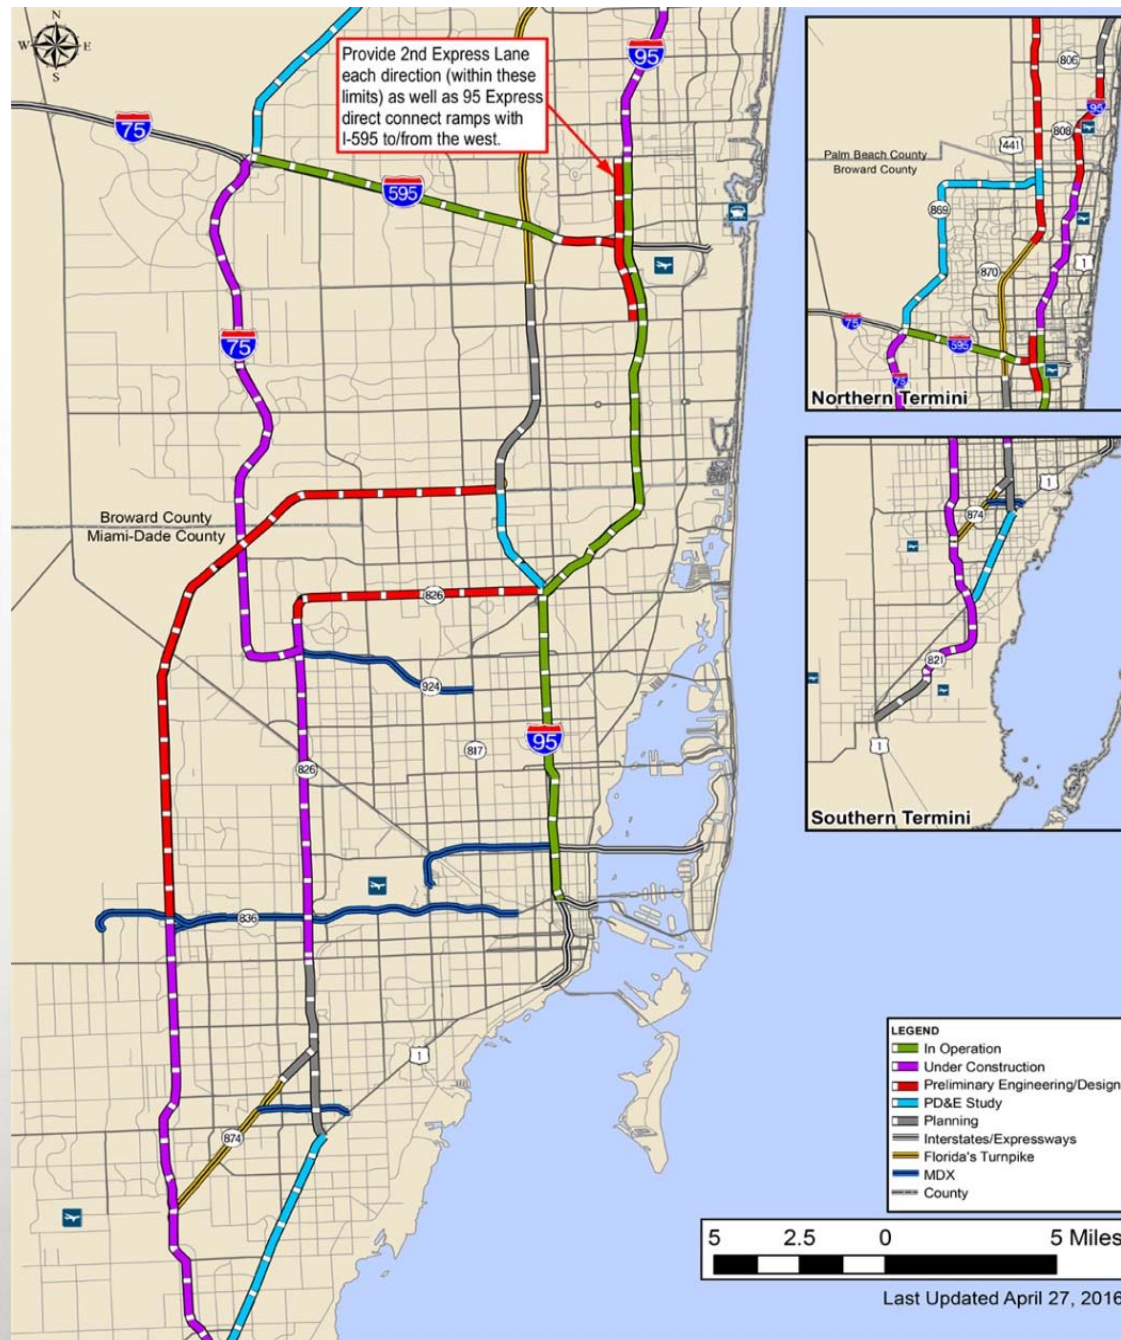 N
W E
S
Provide 2nd Express Lane
each direction (within these
limits) as well as 95 Express
direct connect ramps with
I-595 to/from the west.
95
75
595
75
Broward County
Miami-Dade County
826
924
817
95
826
836
1
874
806
95
808
441
Palm Beach County
Broward County
869
870
1
75
595
75
Northern Termini
1
874
821
1
Southern Termini
LEGEND
In Operation
Under Construction
Preliminary Engineering/Design
PD&E Study
Planning
Interstates/Expressways
Florida's Turnpike
MDX
County
5 2.5 0 5 Miles
Last Updated April 27, 2016